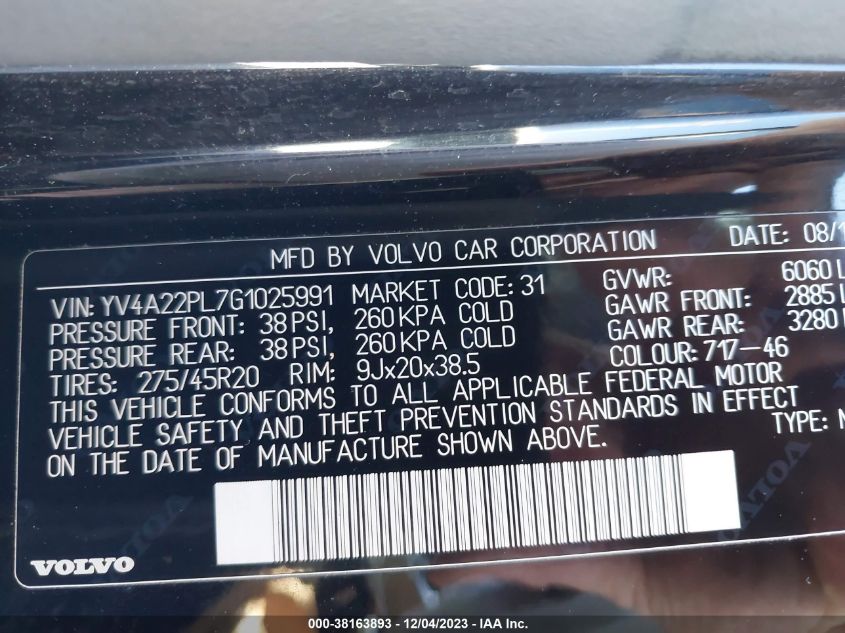 MFD BY VOLVO CAR CORPORATION DATE: 08/1
VIN: YV4A22PL7G1025991 MARKET CODE: 31 GVWR: 6060 L
PRESSURE FRONT: 38 PSI, 260 KPA COLD GAWR FRONT: 2885 L
PRESSURE REAR: 38 PSI, 260 KPA COLD GAWR REAR: 3280 L
TIRES: 275/45R20 RIM: 9Jx20x38.5 COLOUR: 717-46
THIS VEHICLE CONFORMS TO ALL APPLICABLE FEDERAL MOTOR
VEHICLE SAFETY AND THEFT PREVENTION STANDARDS IN EFFECT
ON THE DATE OF MANUFACTURE SHOWN ABOVE. TYPE:
VOLVO
000-38163893 - 12/04/2023 - IAA Inc.